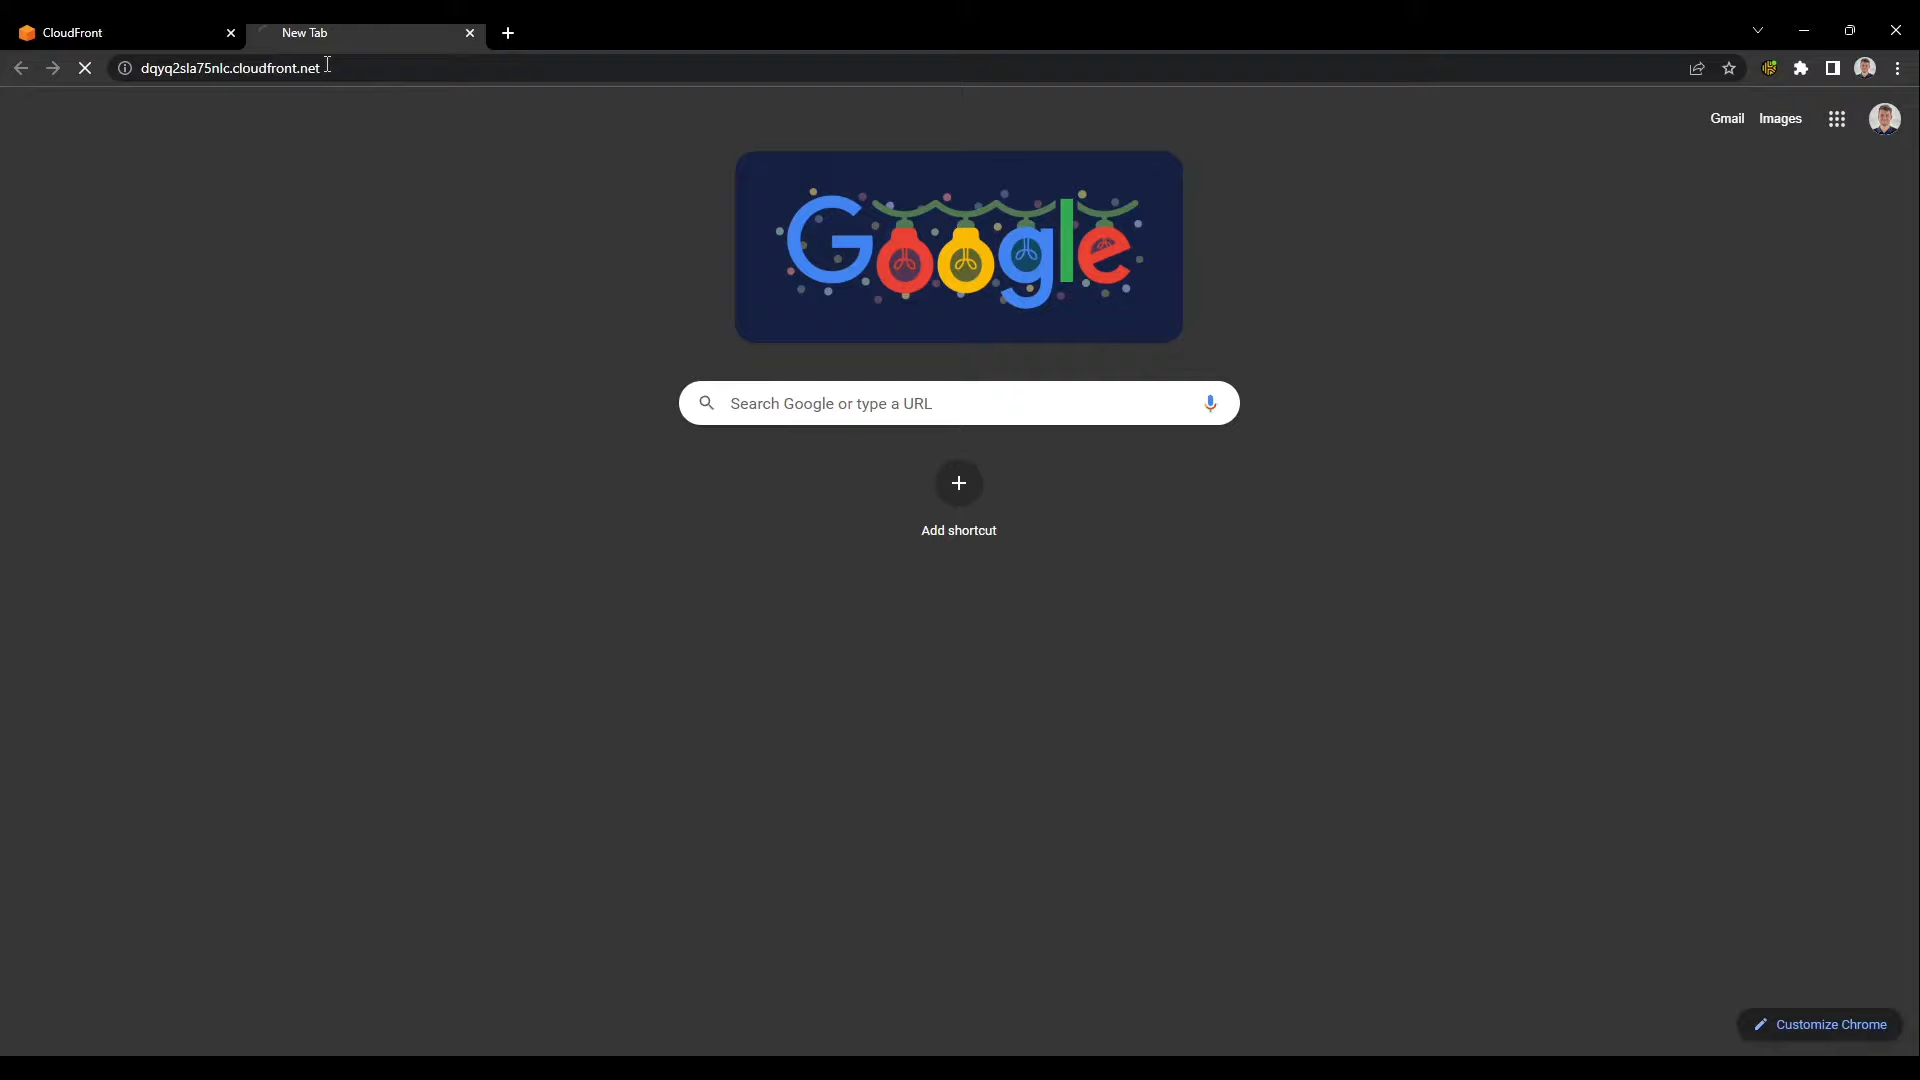 CloudFront
New Tab
dqyq2sla75nlc.cloudfront.net
Gmail Images
Google
Search Google or type a URL
Add shortcut
Customize Chrome